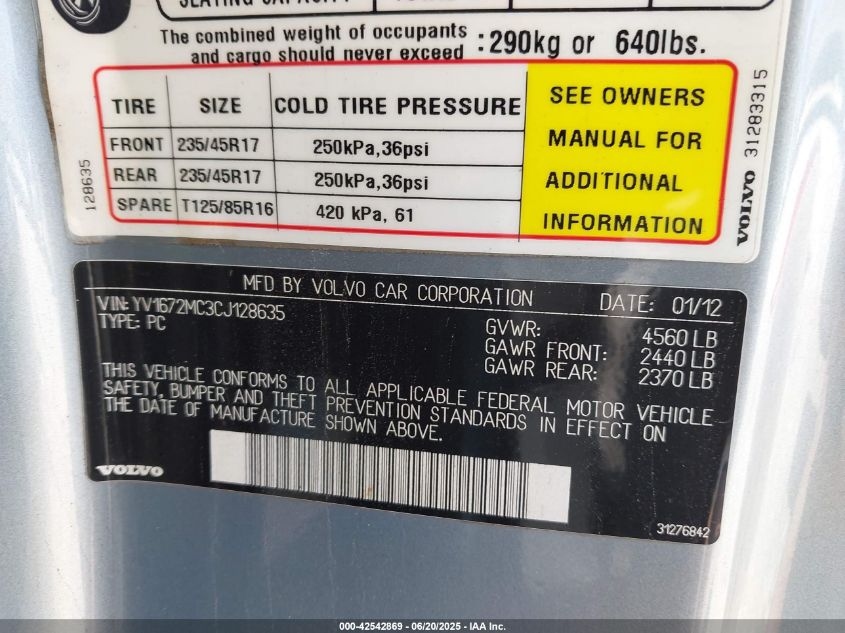 SEATING CAPACITY
The combined weight of occupants
and cargo should never exceed : 290kg or 640lbs.
TIRE SIZE COLD TIRE PRESSURE
FRONT 235/45R17 250kPa,36psi
REAR 235/45R17 250kPa,36psi
SPARE T125/85R16 420 kPa, 61
SEE OWNERS
MANUAL FOR
ADDITIONAL
INFORMATION
128635
VOLVO 31283315
MFD BY VOLVO CAR CORPORATION DATE: 01/12
VIN: YV1672MC3CJ128635
TYPE: PC
GVWR: 4560 LB
GAWR FRONT: 2440 LB
GAWR REAR: 2370 LB
THIS VEHICLE CONFORMS TO ALL APPLICABLE FEDERAL MOTOR VEHICLE
SAFETY, BUMPER AND THEFT PREVENTION STANDARDS IN EFFECT ON
THE DATE OF MANUFACTURE SHOWN ABOVE.
VOLVO
31276842
000-42542869 - 06/20/2025 - IAA Inc.